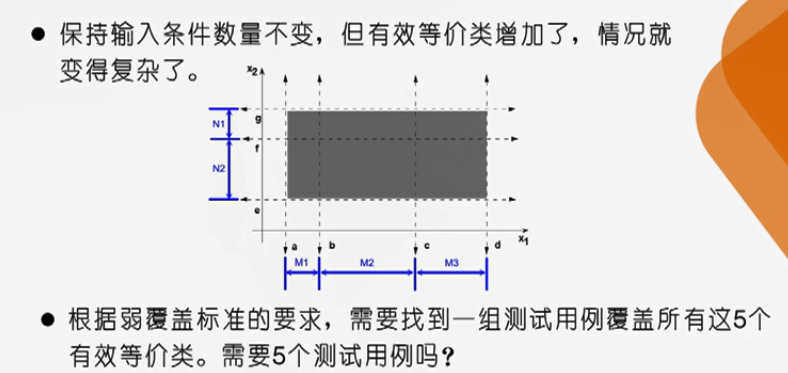 ● 保持输入条件数量不变，但有效等价类增加了，情况就
变得复杂了。
x2
N1
g
f
N2
e
a
b
c
d
x1
M1
M2
M3
● 根据弱覆盖标准的要求，需要找到一组测试用例覆盖所有这5个
有效等价类。需要5个测试用例吗？